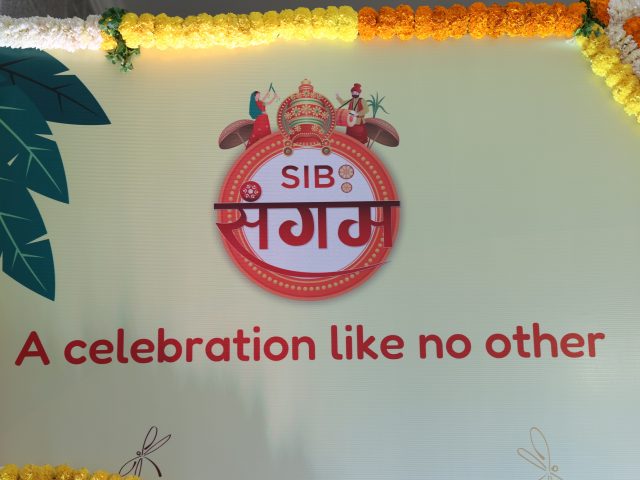 SIB
संगम
A celebration like no other